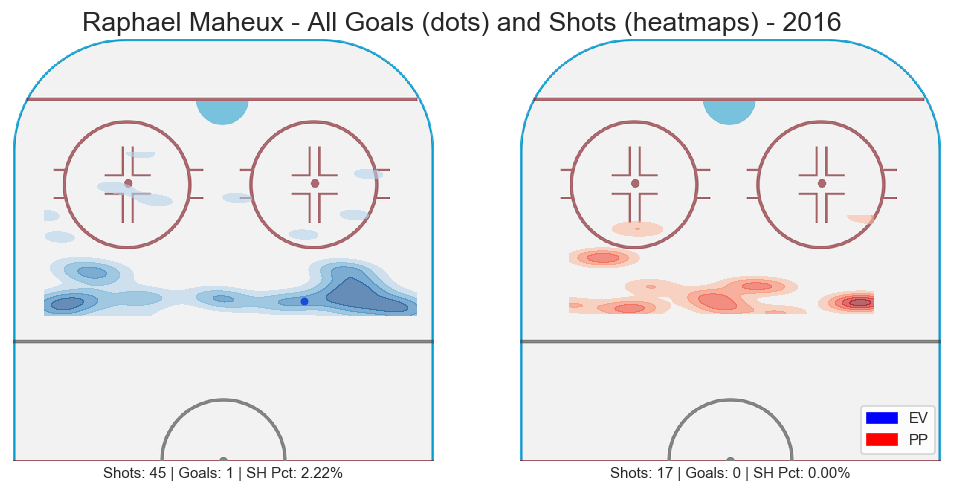 Raphael Maheux - All Goals (dots) and Shots (heatmaps) - 2016
EV
PP
Shots: 45 | Goals: 1 | SH Pct: 2.22%
Shots: 17 | Goals: 0 | SH Pct: 0.00%